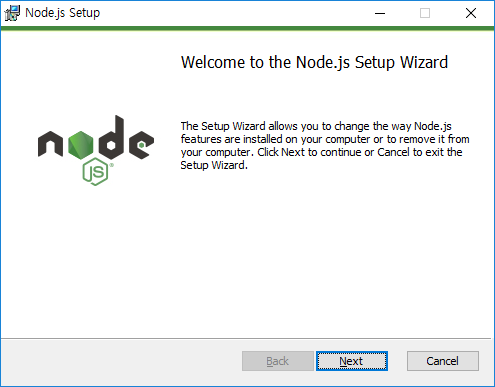 Node.js Setup
Welcome to the Node.js Setup Wizard
node
JS®
The Setup Wizard allows you to change the way Node.js
features are installed on your computer or to remove it from
your computer. Click Next to continue or Cancel to exit the
Setup Wizard.
Back Next Cancel